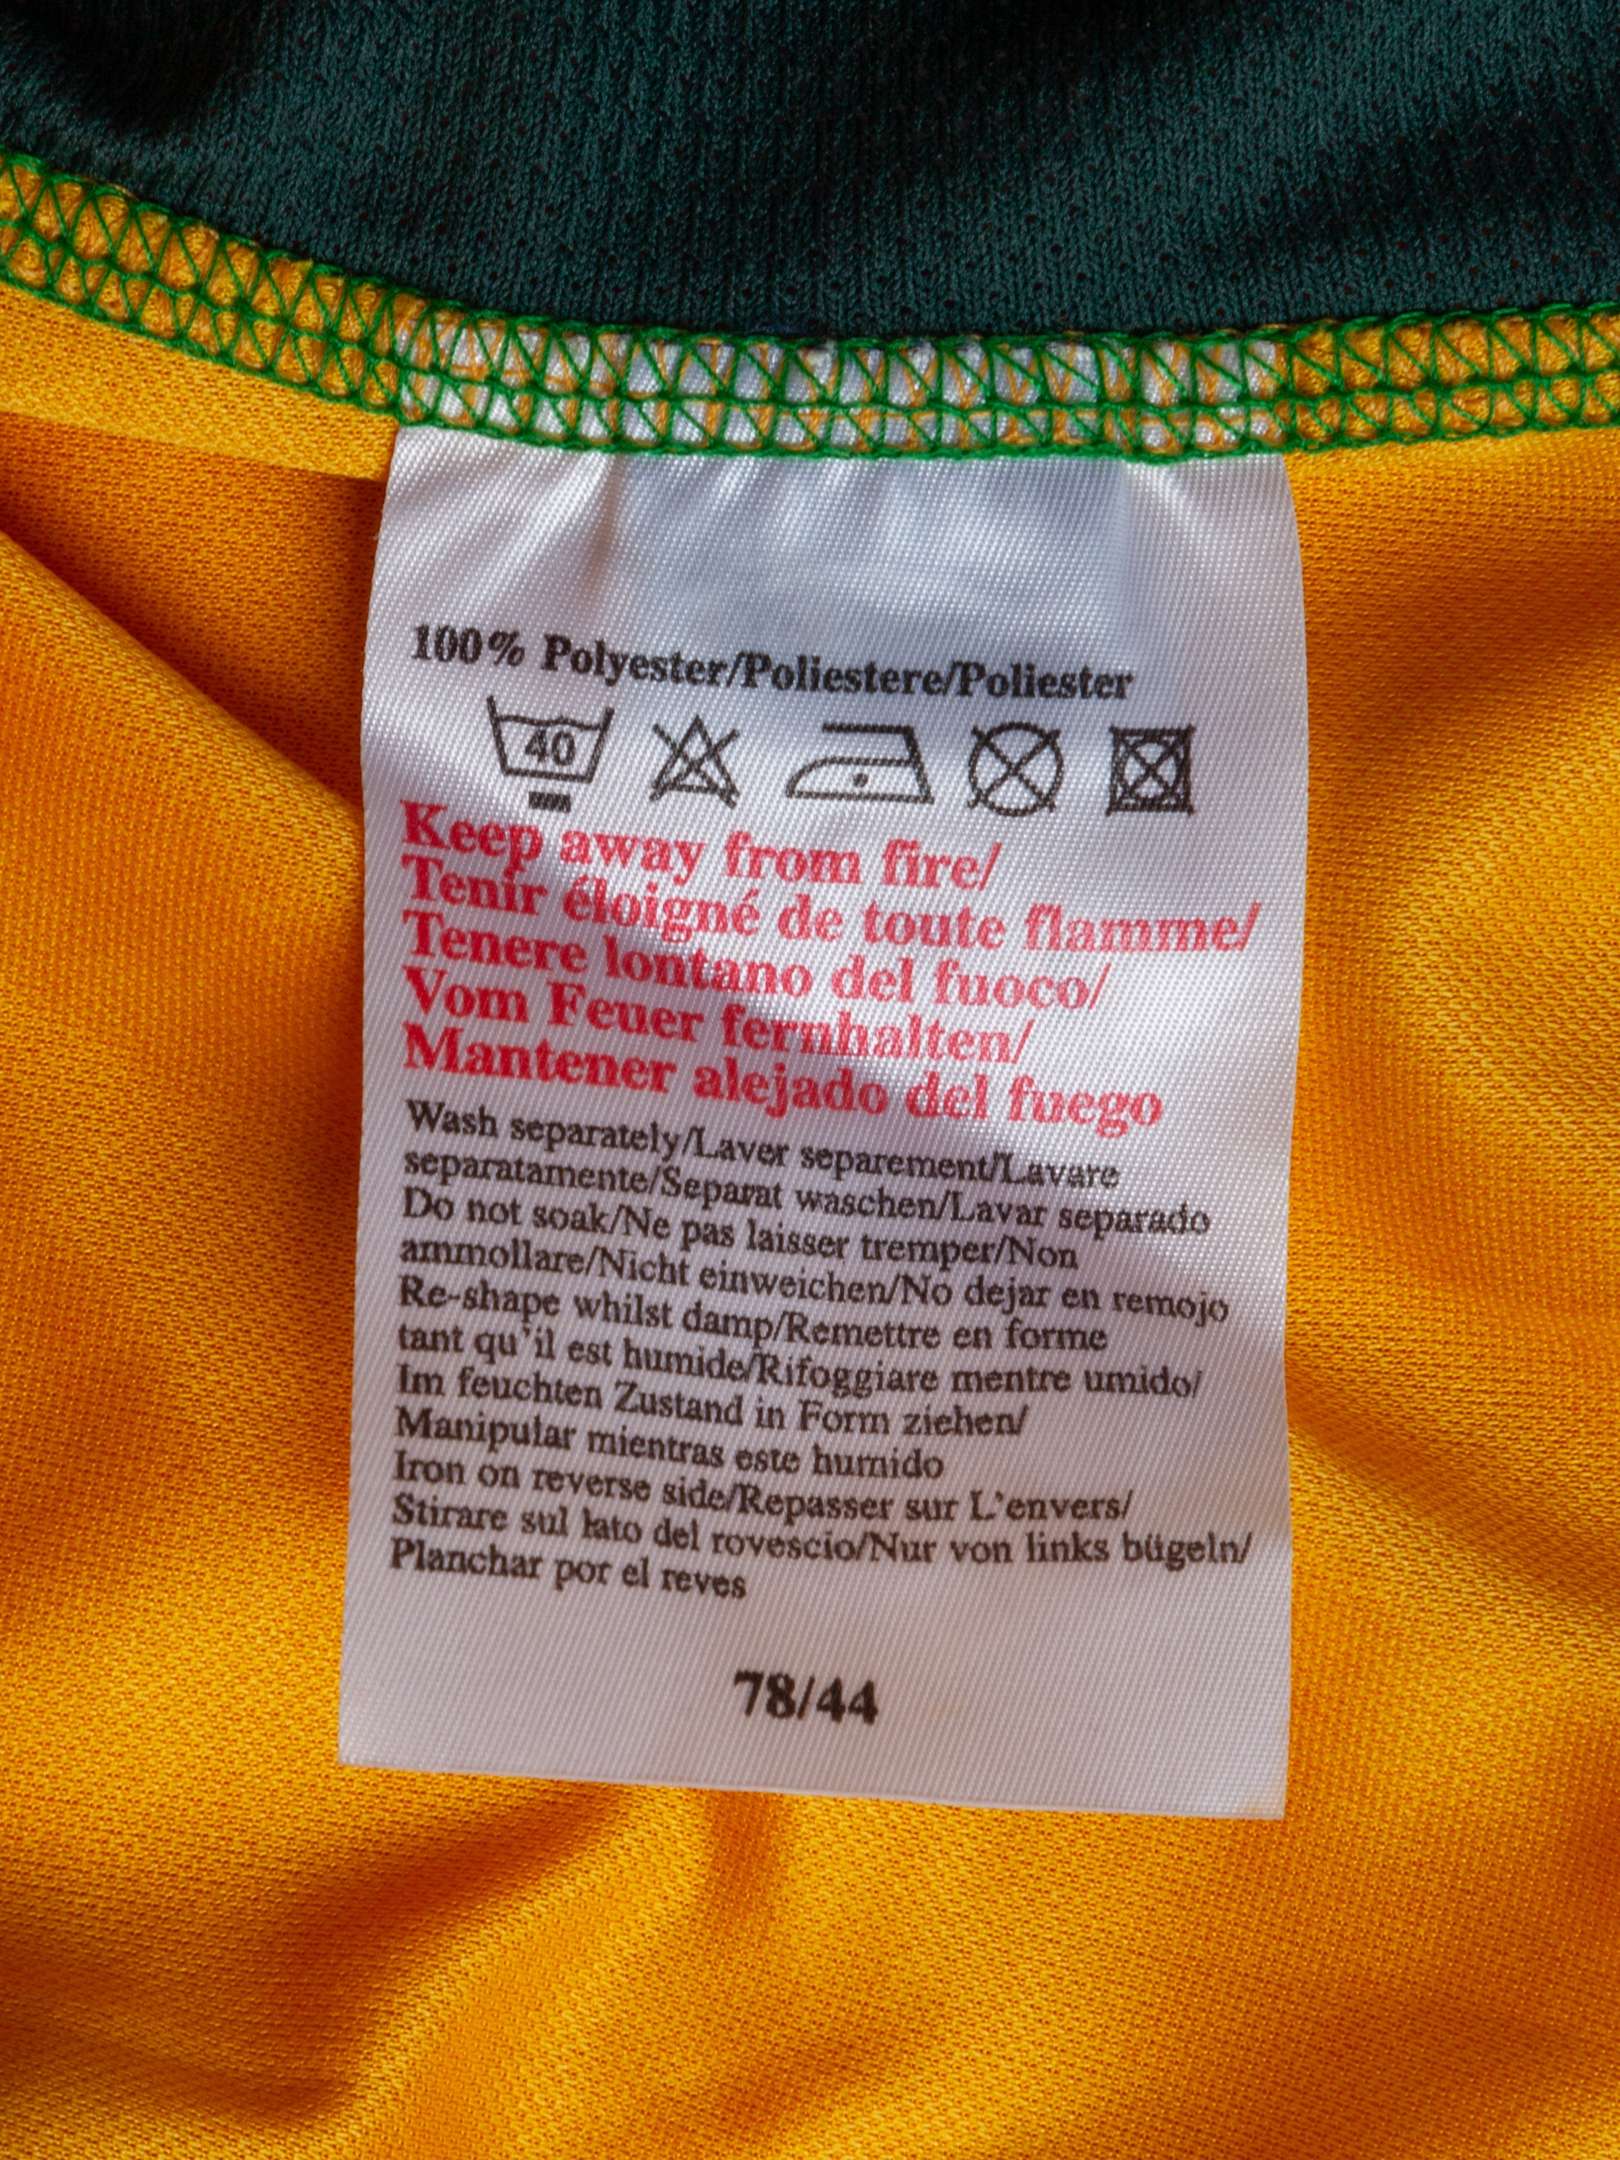 100% Polyester/Poliestere/Poliester
40
Keep away from fire/
Tenir éloigné de toute flamme/
Tenere lontano del fuoco/
Vom Feuer fernhalten/
Mantener alejado del fuego
Wash separately/Laver separement/Lavare
separatamente/Separat waschen/Lavar separado
Do not soak/Ne pas laisser tremper/Non
ammollare/Nicht einweichen/No dejar en remojo
Re-shape whilst damp/Remettre en forme
tant qu'il est humide/Rifoggiare mentre umido/
Im feuchten Zustand in Form ziehen/
Manipular mientras este humido
Iron on reverse side/Repasser sur L'envers/
Stirare sul lato del rovescio/Nur von links bügeln/
Planchar por el reves
78/44